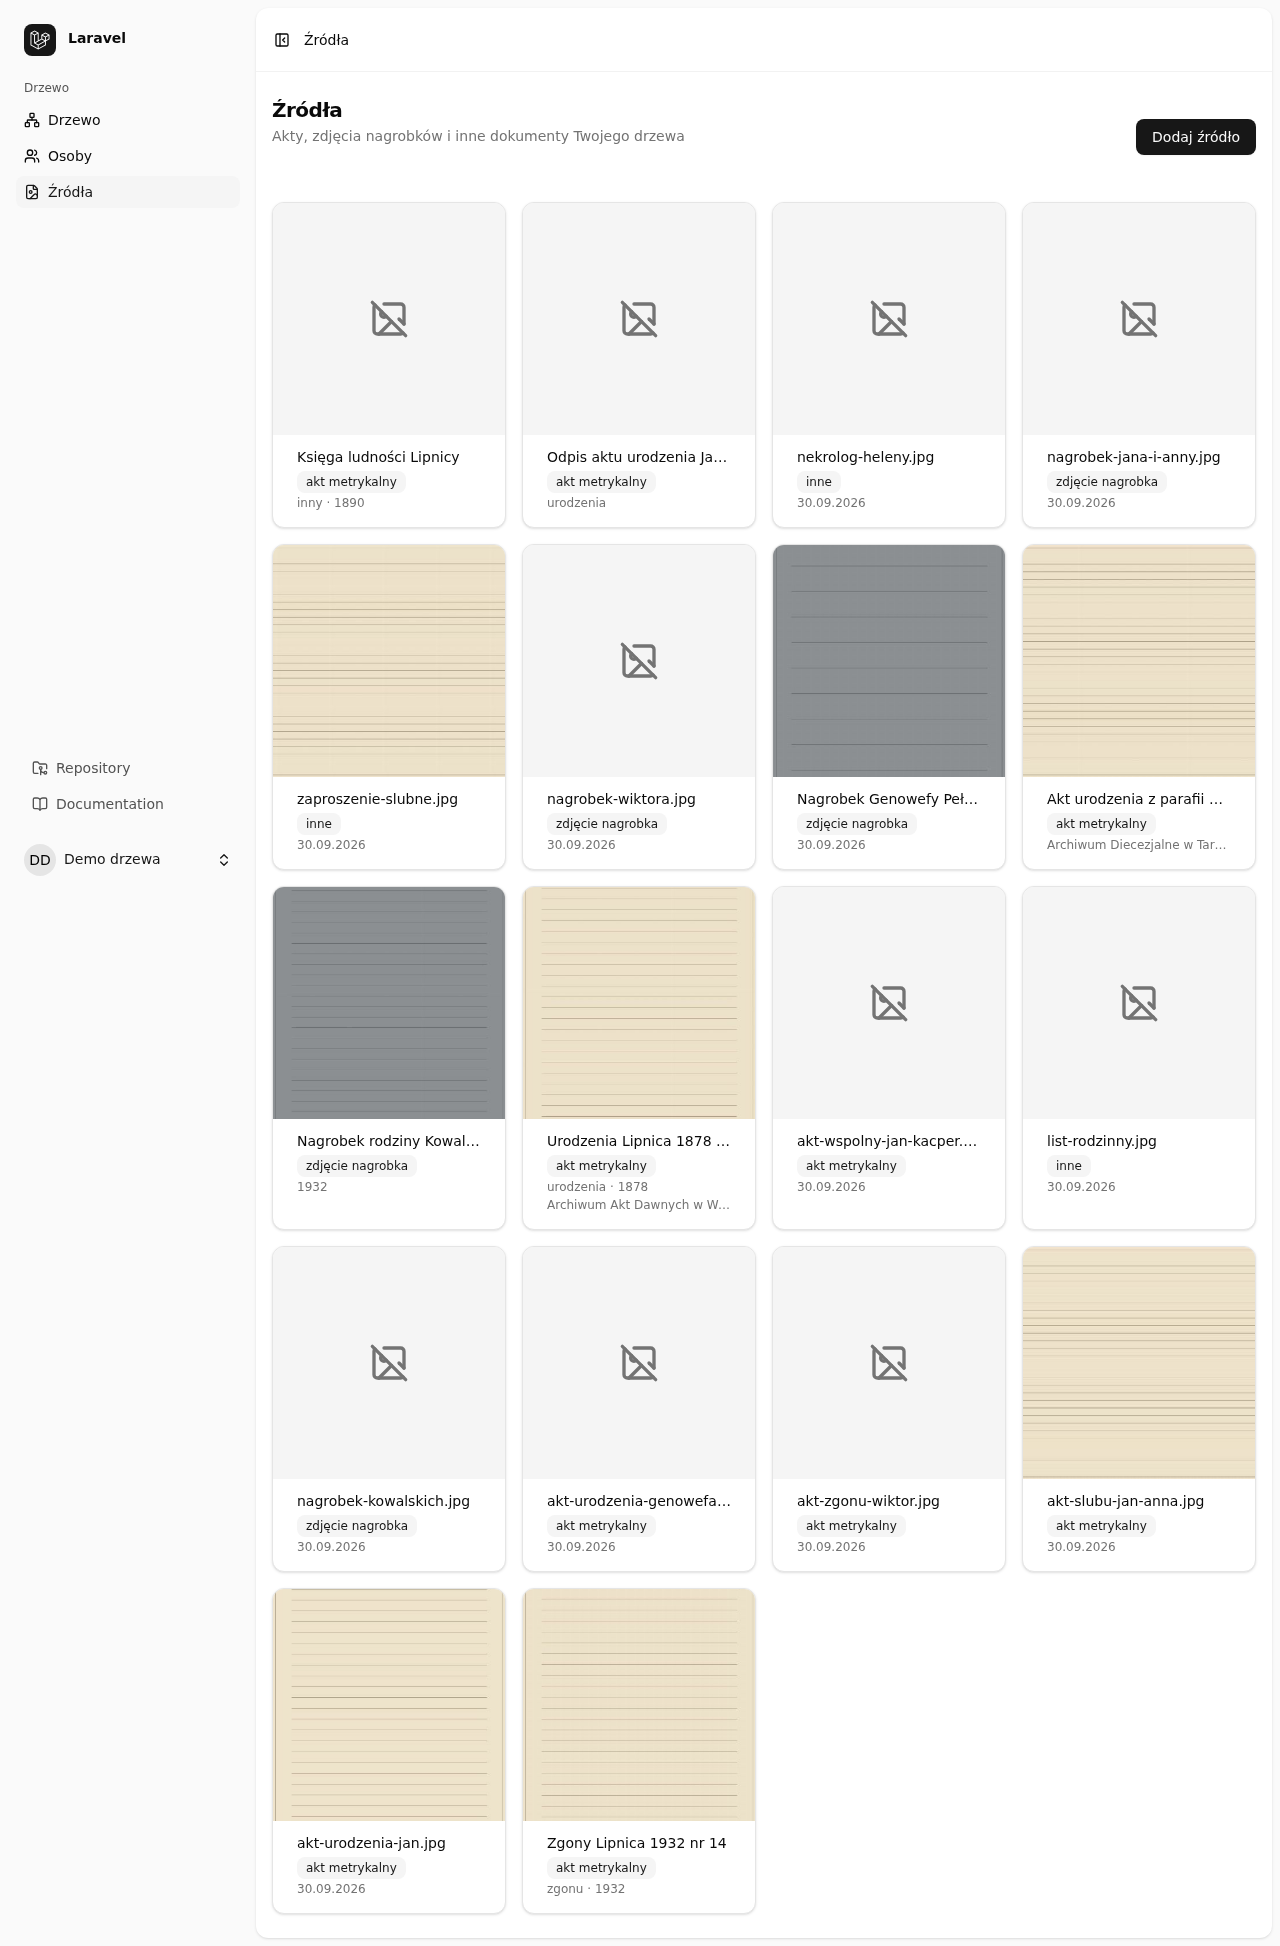 Laravel
Drzewo
Drzewo
Osoby
Źródła
Repository
Documentation
DD Demo drzewa
Źródła
Źródła
Akty, zdjęcia nagrobków i inne dokumenty Twojego drzewa
Dodaj źródło
Księga ludności Lipnicy
akt metrykalny
inny · 1890
Odpis aktu urodzenia Ja...
akt metrykalny
urodzenia
nekrolog-heleny.jpg
inne
30.09.2026
nagrobek-jana-i-anny.jpg
zdjęcie nagrobka
30.09.2026
zaproszenie-slubne.jpg
inne
30.09.2026
nagrobek-wiktora.jpg
zdjęcie nagrobka
30.09.2026
Nagrobek Genowefy Peł...
zdjęcie nagrobka
30.09.2026
Akt urodzenia z parafii ...
akt metrykalny
Archiwum Diecezjalne w Tar...
Nagrobek rodziny Kowal...
zdjęcie nagrobka
1932
Urodzenia Lipnica 1878 ...
akt metrykalny
urodzenia · 1878
Archiwum Akt Dawnych w W...
akt-wspolny-jan-kacper....
akt metrykalny
30.09.2026
list-rodzinny.jpg
inne
30.09.2026
nagrobek-kowalskich.jpg
zdjęcie nagrobka
30.09.2026
akt-urodzenia-genowefa...
akt metrykalny
30.09.2026
akt-zgonu-wiktor.jpg
akt metrykalny
30.09.2026
akt-slubu-jan-anna.jpg
akt metrykalny
30.09.2026
akt-urodzenia-jan.jpg
akt metrykalny
30.09.2026
Zgony Lipnica 1932 nr 14
akt metrykalny
zgonu · 1932